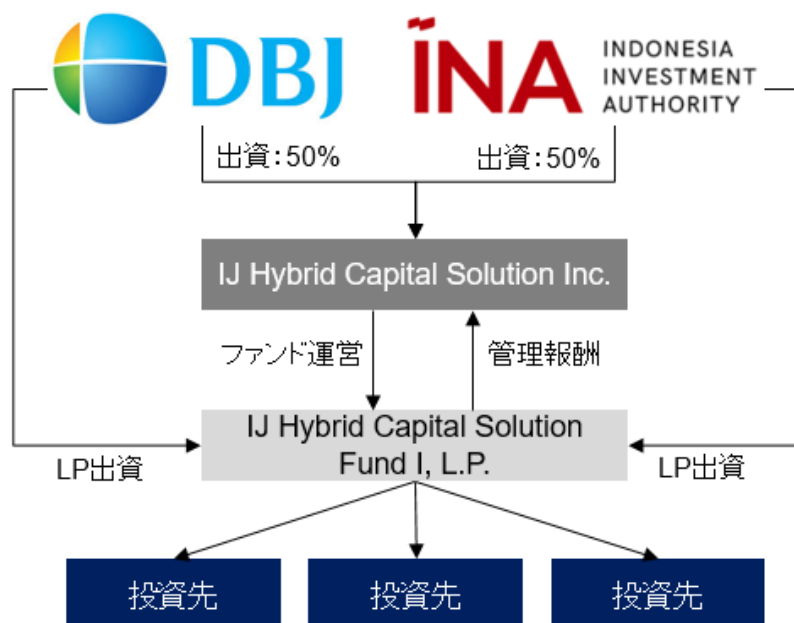 DBJ
INA
INDONESIA
INVESTMENT
AUTHORITY
出資：50%
出資：50%
IJ Hybrid Capital Solution Inc.
ファンド運営
管理報酬
IJ Hybrid Capital Solution
Fund I, L.P.
LP出資
LP出資
投資先
投資先
投資先